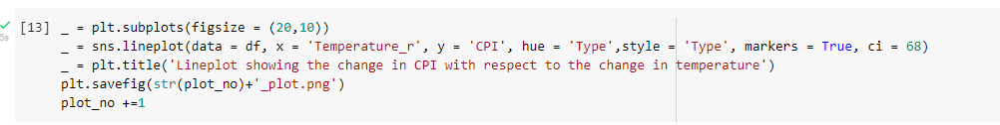 [13] _ = plt.subplots(figsize = (20,10))
_ = sns.lineplot(data = df, x = 'Temperature_r', y = 'CPI', hue = 'Type',style = 'Type', markers = True, ci = 68)
_ = plt.title('Lineplot showing the change in CPI with respect to the change in temperature')
plt.savefig(str(plot_no)+'_plot.png')
plot_no +=1
5s